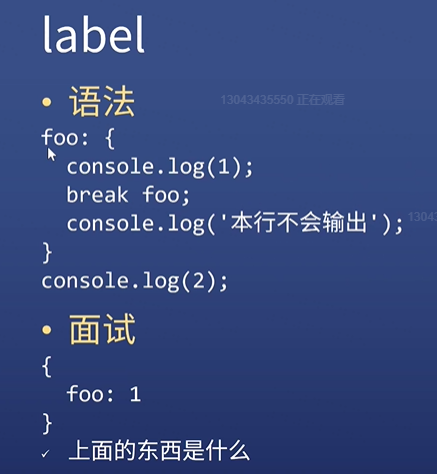 label
• 语法
13043435550 正在观看
foo: {
  console.log(1);
  break foo;
  console.log('本行不会输出');
13043
}
console.log(2);
• 面试
{
  foo: 1
}
✓ 上面的东西是什么